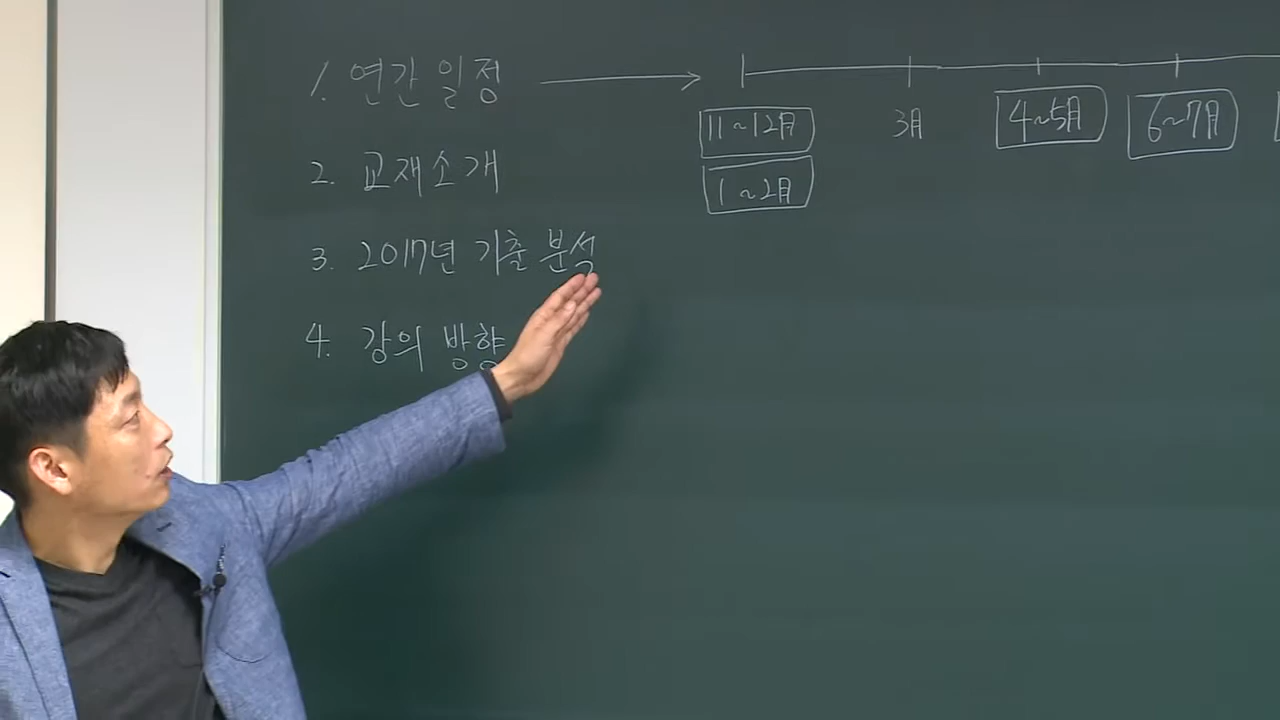 1. 연간 일정 →
11~12月
3月
4~5月
6~7月
1~2月
2. 교재소개
3. 2017년 기출 분석
4. 강의 방향